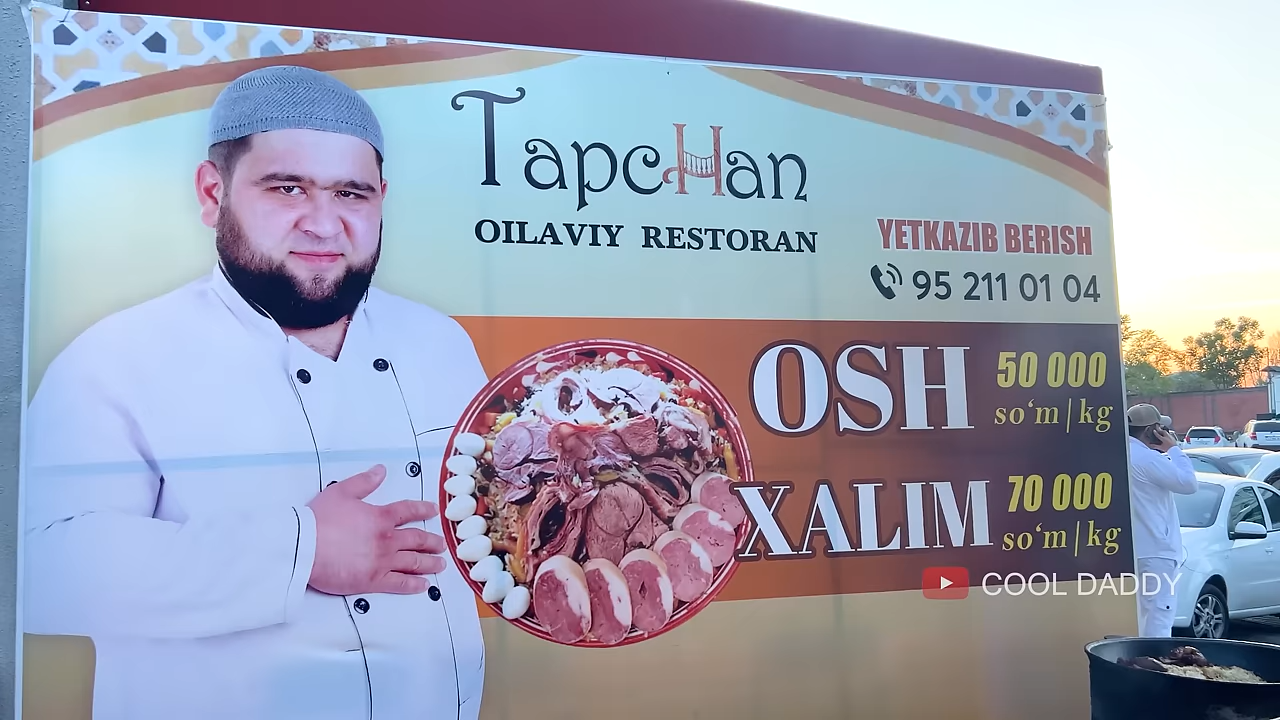 TapcHan
OILAVIY RESTORAN
YETKAZIB BERISH
95 211 01 04
OSH 50 000 so‘m|kg
XALIM 70 000 so‘m|kg
COOL DADDY